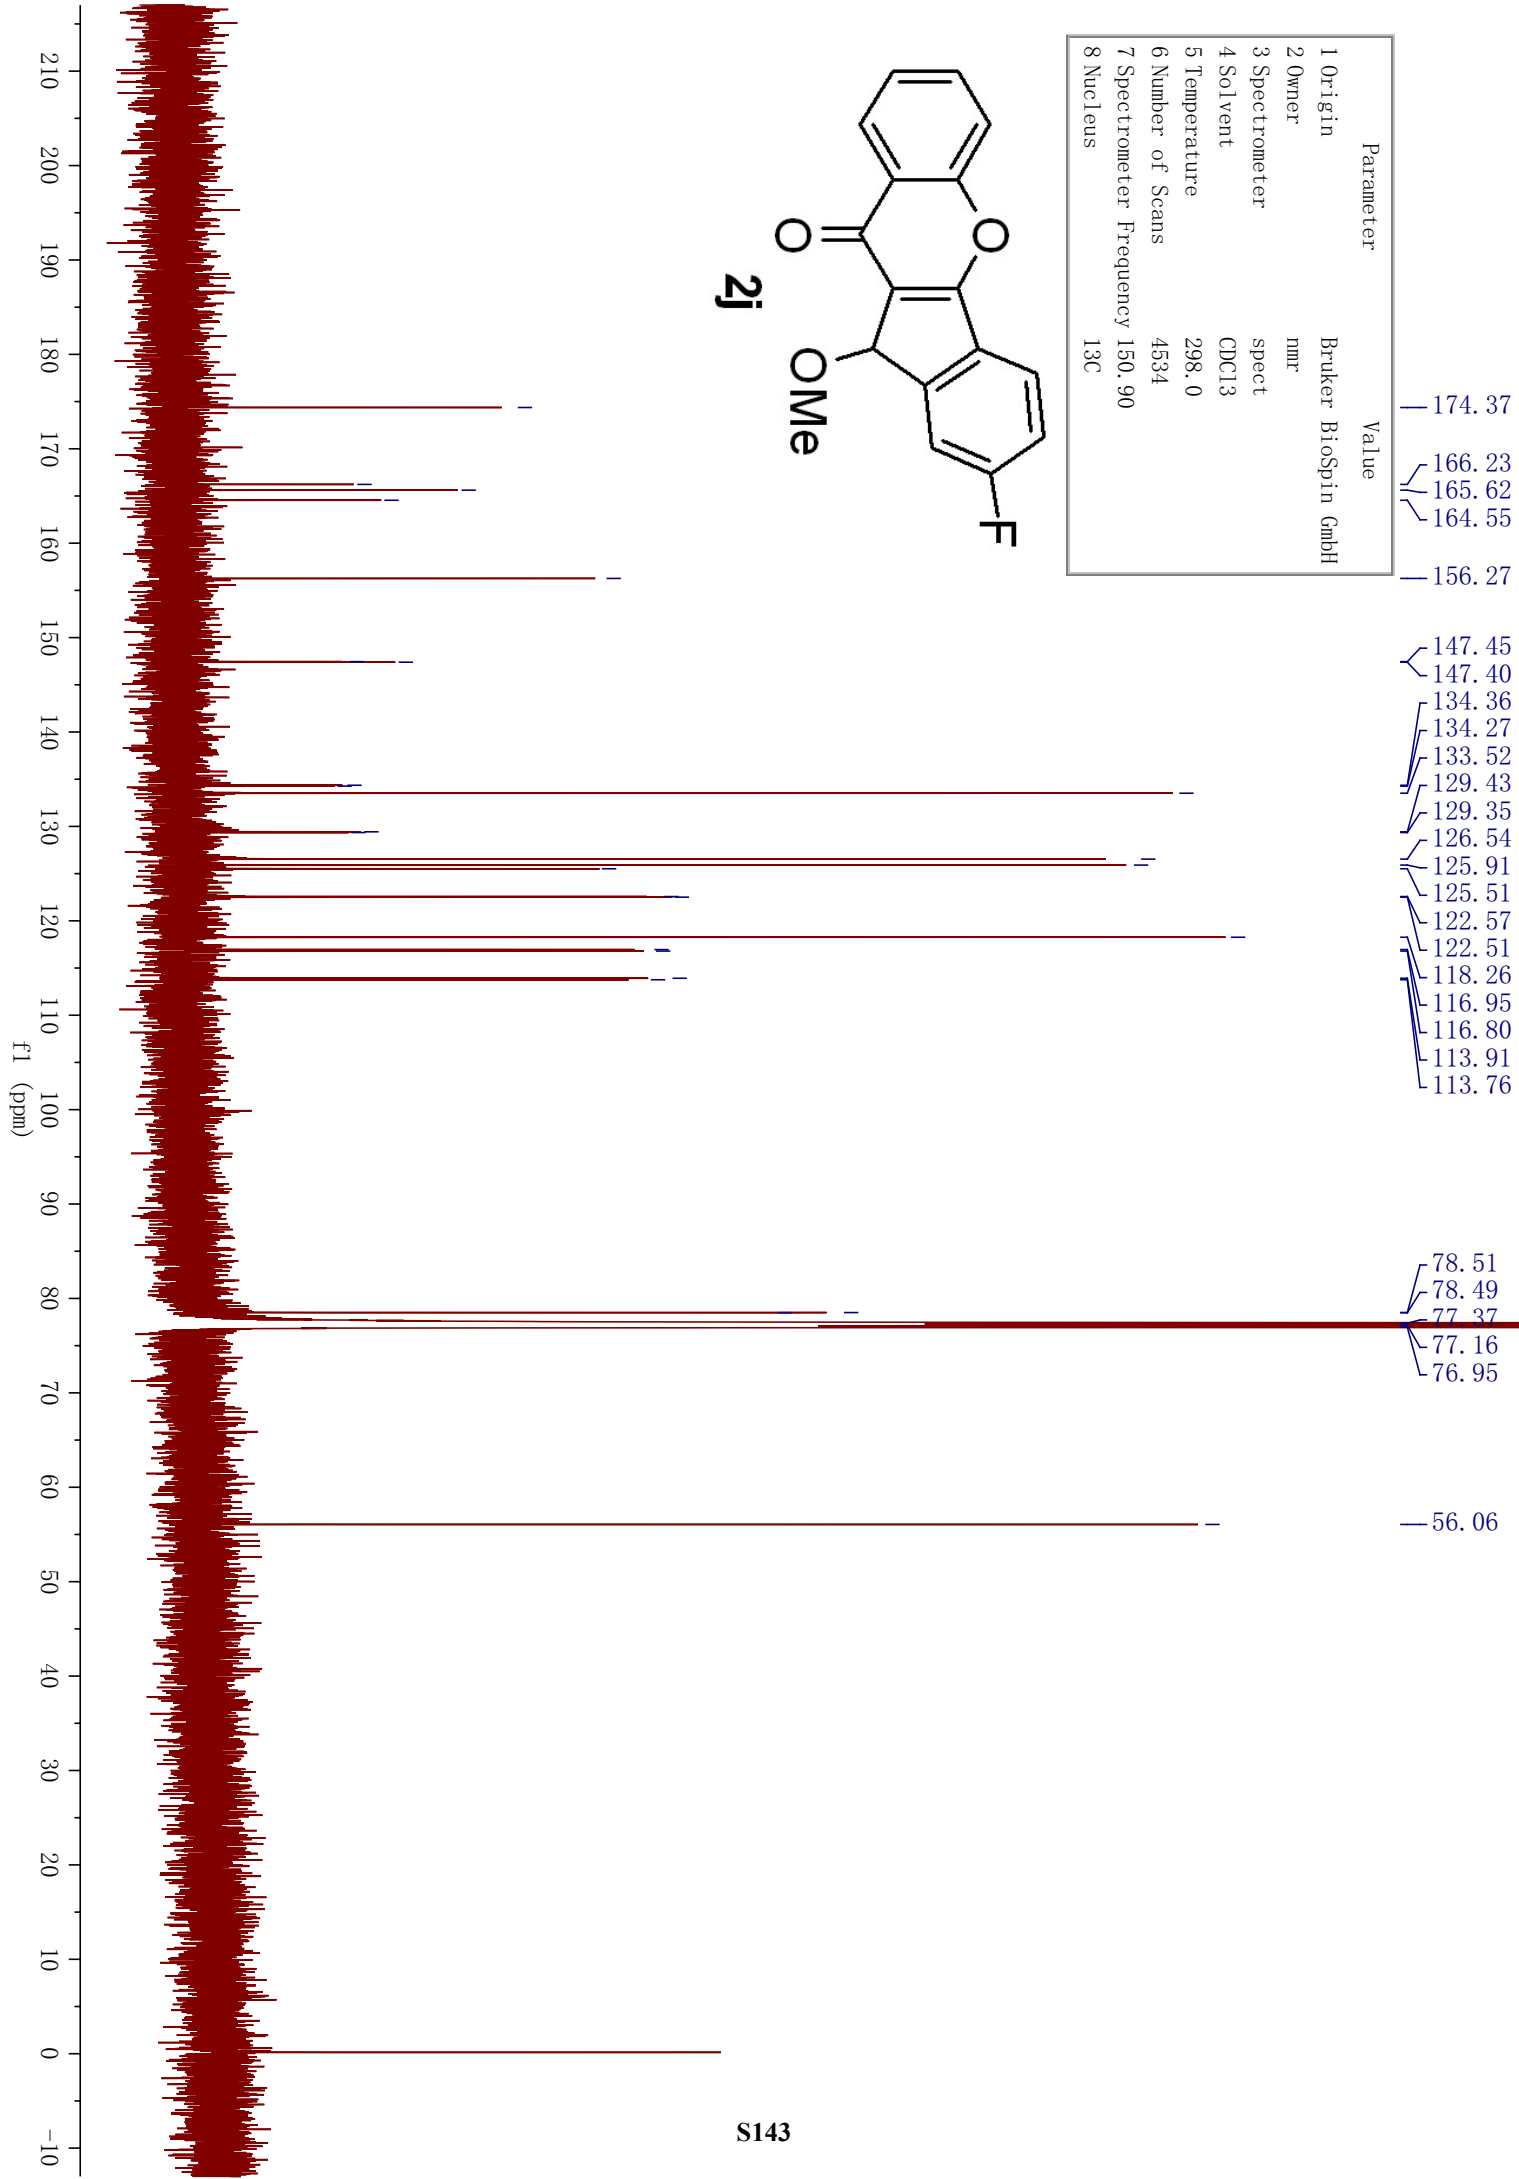 Parameter Value
1 Origin Bruker BioSpin GmbH
2 Owner nmr
3 Spectrometer spect
4 Solvent CDCl3
5 Temperature 298.0
6 Number of Scans 4534
7 Spectrometer Frequency 150.90
8 Nucleus 13C
174.37
166.23
165.62
164.55
156.27
147.45
147.40
134.36
134.27
133.52
129.43
129.35
126.54
125.91
125.51
122.57
122.51
118.26
116.95
116.80
113.91
113.76
78.51
78.49
77.37
77.16
76.95
56.06
O
F
O
OMe
2j
210 200 190 180 170 160 150 140 130 120 110 100 90 80 70 60 50 40 30 20 10 0 -10
f1 (ppm)
S143